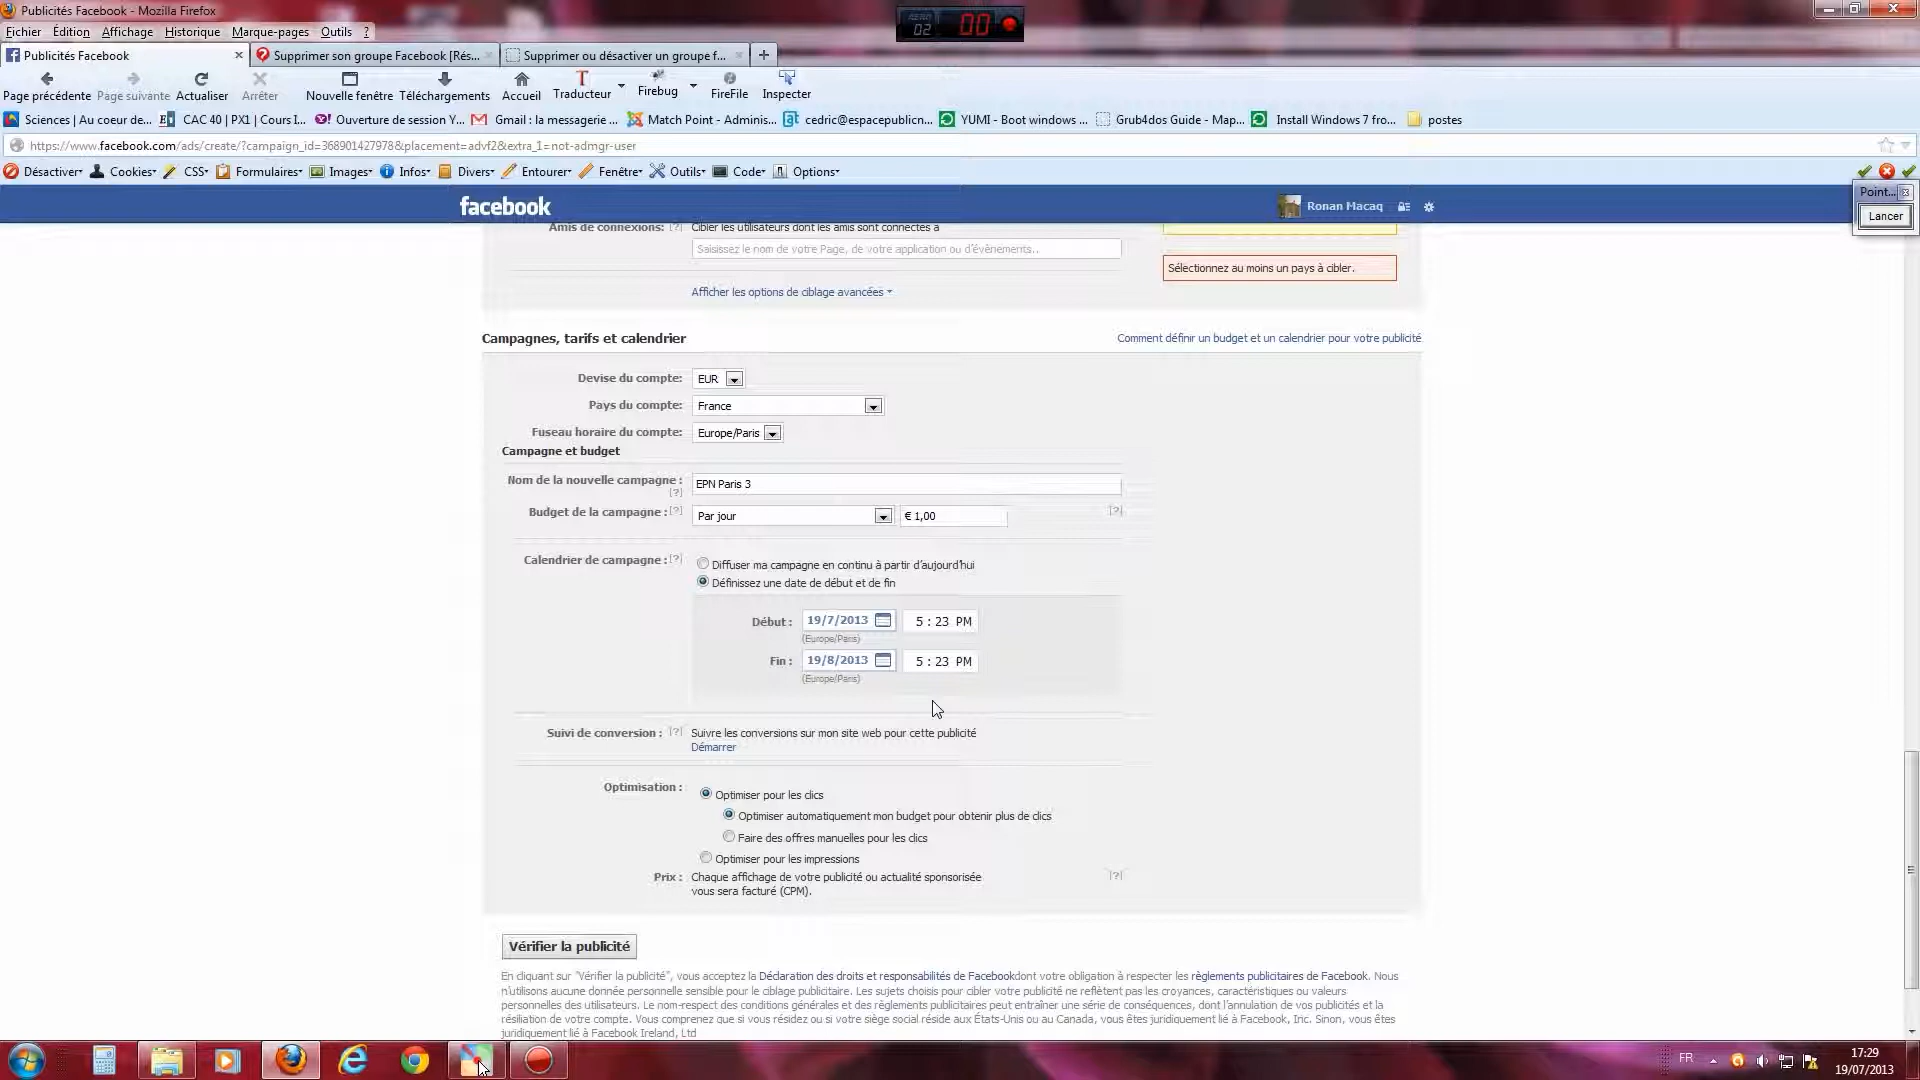 Publicités Facebook - Mozilla Firefox
02 00
Fichier Édition Affichage Historique Marque-pages Outils ?
Publicités Facebook × Supprimer son groupe Facebook [Rés... × Supprimer ou désactiver un groupe f... × +
Page précédente Page suivante Actualiser Arrêter Nouvelle fenêtre Téléchargements Accueil Traducteur Firebug FireFile Inspecter
Sciences | Au coeur de... CAC 40 | PX1 | Cours I... Ouverture de session Y... Gmail : la messagerie ... Match Point - Adminis... cedric@espacepublicn... YUMI - Boot windows ... Grub4dos Guide - Map... Install Windows 7 fro... postes
https://www.facebook.com/ads/create/?campaign_id=368901427978&placement=advf2&extra_1=not-admgr-user
Désactiver Cookies CSS Formulaires Images Infos Divers Entourer Fenêtre Outils Code Options
Point...
Lancer
facebook Ronan Macaq
Amis de connexions: [?] Cibler les utilisateurs dont les amis sont connectés à
Saisissez le nom de votre Page, de votre application ou d'évènements..
Sélectionnez au moins un pays à cibler.
Afficher les options de ciblage avancées
Campagnes, tarifs et calendrier Comment définir un budget et un calendrier pour votre publicité
Devise du compte: EUR
Pays du compte: France
Fuseau horaire du compte: Europe/Paris
Campagne et budget
Nom de la nouvelle campagne : EPN Paris 3
[?]
Budget de la campagne : [?] Par jour € 1,00 [?]
Calendrier de campagne : [?] Diffuser ma campagne en continu à partir d'aujourd'hui
Définissez une date de début et de fin
Début : 19/7/2013 5 : 23 PM
(Europe/Paris)
Fin : 19/8/2013 5 : 23 PM
(Europe/Paris)
Suivi de conversion : [?] Suivre les conversions sur mon site web pour cette publicité
Démarrer
Optimisation : Optimiser pour les clics
Optimiser automatiquement mon budget pour obtenir plus de clics
Faire des offres manuelles pour les clics
Optimiser pour les impressions
Prix : Chaque affichage de votre publicité ou actualité sponsorisée [?]
vous sera facturé (CPM).
Vérifier la publicité
En cliquant sur "Vérifier la publicité", vous acceptez la Déclaration des droits et responsabilités de Facebookdont votre obligation à respecter les règlements publicitaires de Facebook. Nous
n'utilisons aucune donnée personnelle sensible pour le ciblage publicitaire. Les sujets choisis pour cibler votre publicité ne reflètent pas les croyances, caractéristiques ou valeurs
personnelles des utilisateurs. Le non-respect des conditions générales et des règlements publicitaires peut entraîner une série de conséquences, dont l'annulation de vos publicités et la
résiliation de votre compte. Vous comprenez que si vous résidez ou si votre siège social réside aux États-Unis ou au Canada, vous êtes juridiquement lié à Facebook, Inc. Sinon, vous êtes
juridiquement lié à Facebook Ireland, Ltd
FR 17:29
19/07/2013